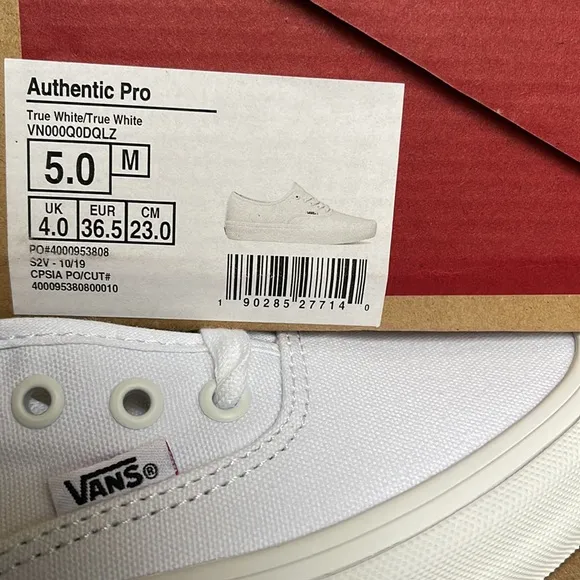 Authentic Pro
True White/True White
VN000Q0DQLZ
5.0 M
UK EUR CM
4.0 36.5 23.0
PO#4000953808
S2V - 10/19
CPSIA PO/CUT#
400095380800010
1 90285 27714 0
VANS
VANS®